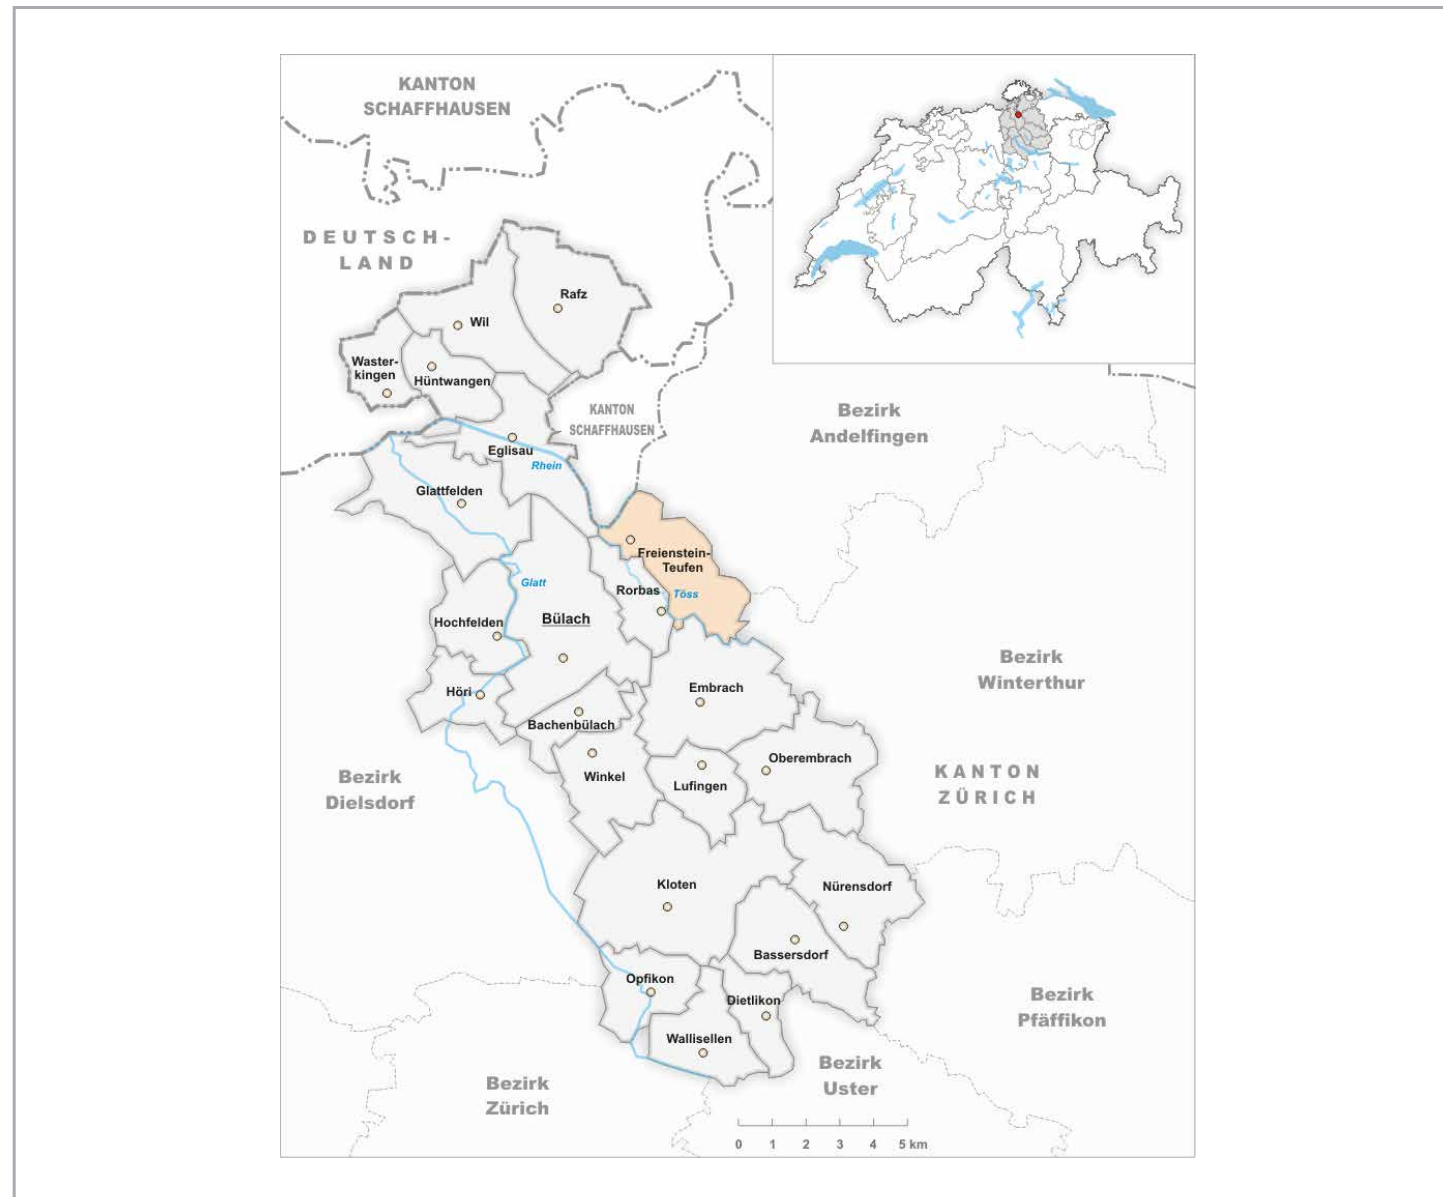 KANTON
SCHAFFHAUSEN
DEUTSCH-
LAND
Rafz
Wil
Waster-
kingen
Hüntwangen
KANTON
SCHAFFHAUSEN
Bezirk
Andelfingen
Eglisau
Rhein
Glattfelden
Freienstein-
Teufen
Glatt
Rorbas
Töss
Hochfelden
Bülach
Bezirk
Winterthur
Höri
Embrach
Bachenbülach
Oberembrach
Winkel
Lufingen
Bezirk
Dielsdorf
KANTON
ZÜRICH
Kloten
Nürensdorf
Bassersdorf
Opfikon
Dietlikon
Bezirk
Pfäffikon
Wallisellen
Bezirk
Uster
Bezirk
Zürich
0 1 2 3 4 5 km